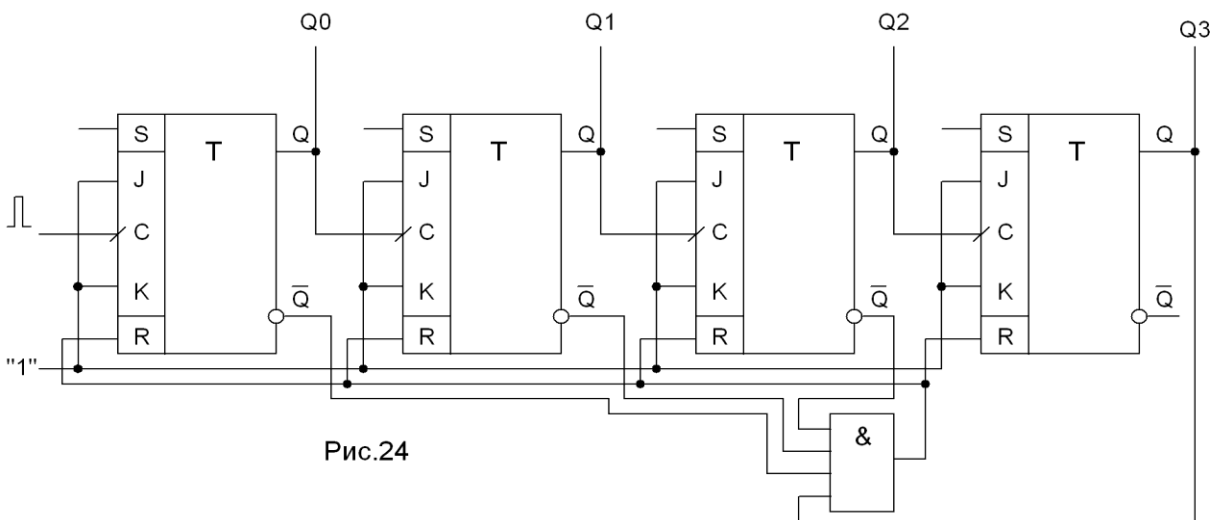 Q0 Q1 Q2 Q3
S T Q S T Q S T Q S T Q
J J J J
C C C C
K Q̅ K Q̅ K Q̅ K Q̅
R R R R
"1"
&
Рис.24